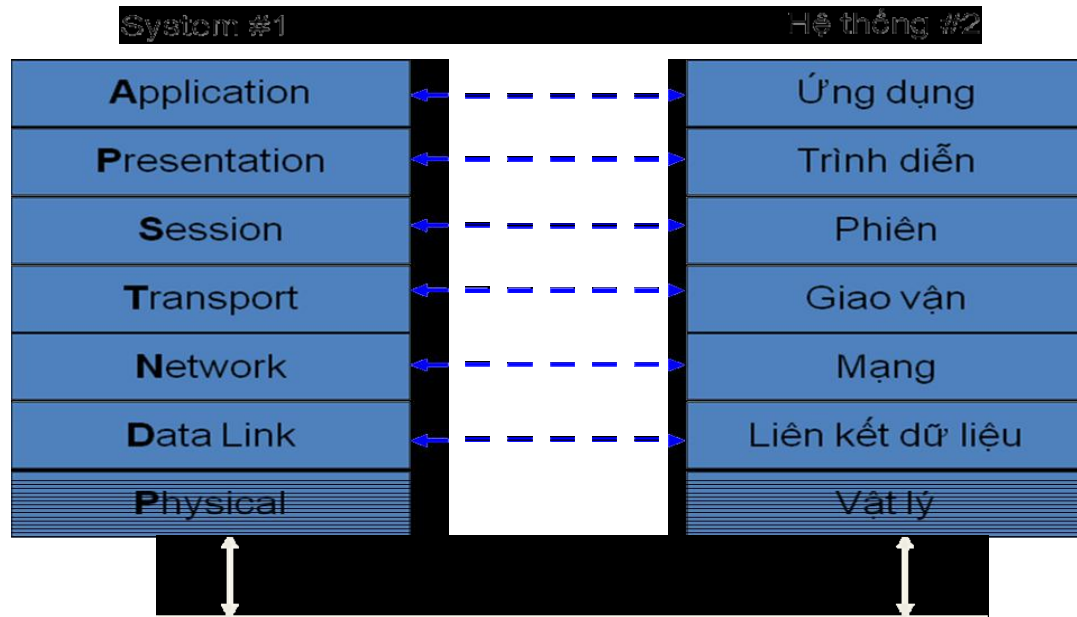 System #1
Hệ thống #2
Application
Ứng dụng
Presentation
Trình diễn
Session
Phiên
Transport
Giao vận
Network
Mạng
Data Link
Liên kết dữ liệu
Physical
Vật lý